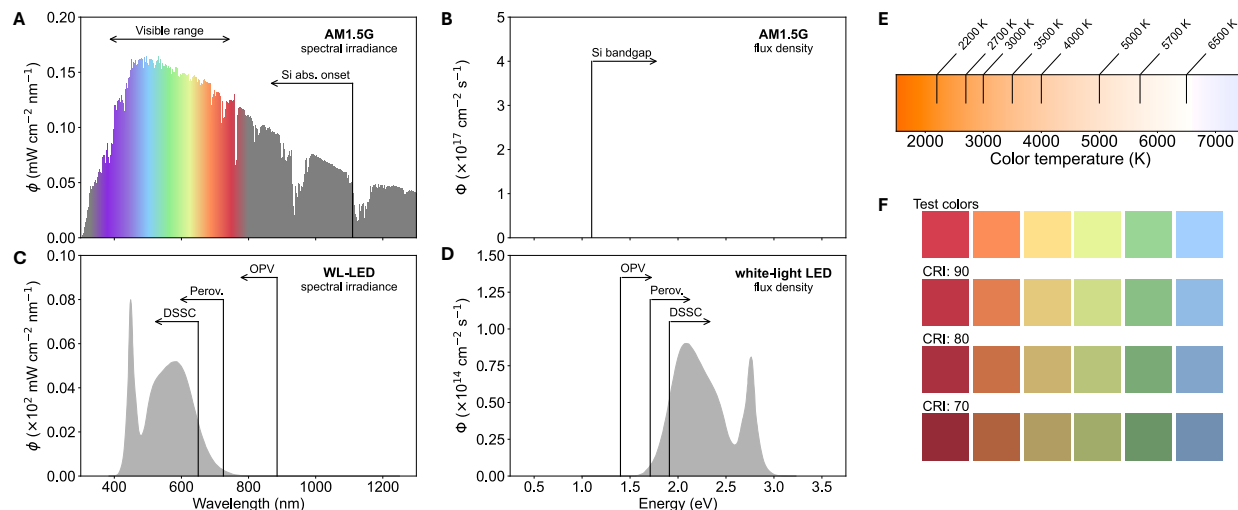 A
AM1.5G
spectral irradiance
Visible range
Si abs. onset
0.20
0.15
0.10
0.05
0.00
ϕ (mW cm⁻² nm⁻¹)
B
AM1.5G
flux density
Si bandgap
5
4
3
2
1
0
Φ (×10¹⁷ cm⁻² s⁻¹)
C
WL-LED
spectral irradiance
OPV
Perov.
DSSC
0.10
0.08
0.06
0.04
0.02
0.00
ϕ (×10² mW cm⁻² nm⁻¹)
400 600 800 1000 1200
Wavelength (nm)
D
white-light LED
flux density
OPV
Perov.
DSSC
1.50
1.25
1.00
0.75
0.50
0.25
0.00
Φ (×10¹⁴ cm⁻² s⁻¹)
0.5 1.0 1.5 2.0 2.5 3.0 3.5
Energy (eV)
E
2200 K
2700 K
3000 K
3500 K
4000 K
5000 K
5700 K
6500 K
2000 3000 4000 5000 6000 7000
Color temperature (K)
F
Test colors
CRI: 90
CRI: 80
CRI: 70